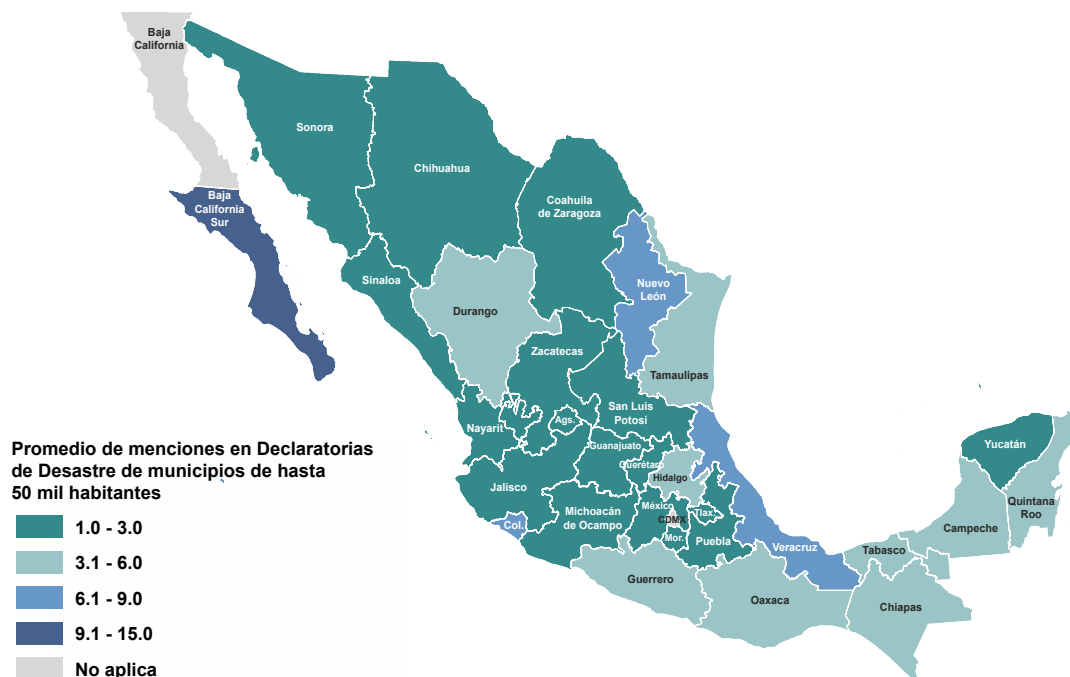 Baja
California
Sonora
Chihuahua
Baja
California
Sur
Coahuila
de Zaragoza
Sinaloa
Nuevo
León
Durango
Zacatecas
Tamaulipas
San Luis
Potosí
Ags.
Nayarit
Guanajuato
Querétaro
Hidalgo
Yucatán
Jalisco
Quintana
Roo
México
Michoacán
de Ocampo
CDMX
Tlax.
Col.
Mor.
Puebla
Veracruz
Campeche
Tabasco
Guerrero
Oaxaca
Chiapas
Promedio de menciones en Declaratorias
de Desastre de municipios de hasta
50 mil habitantes
1.0 - 3.0
3.1 - 6.0
6.1 - 9.0
9.1 - 15.0
No aplica